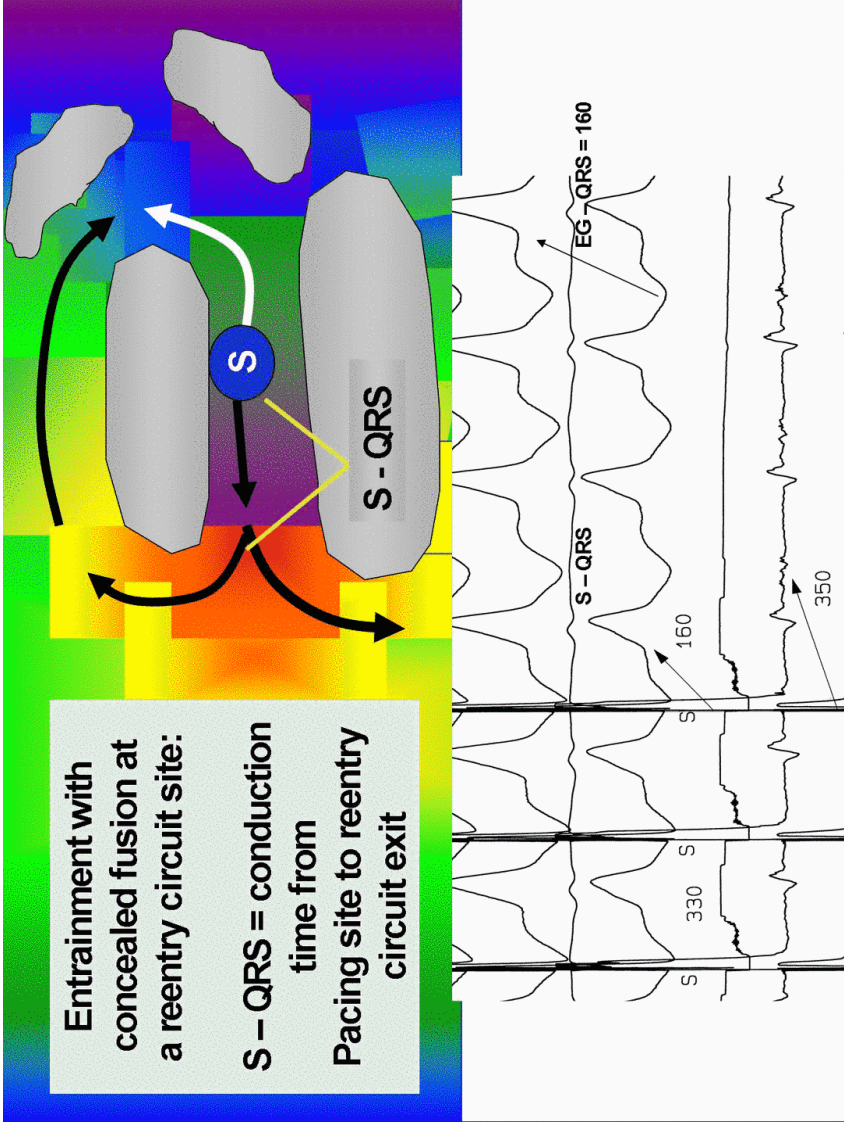 Entrainment with
concealed fusion at
a reentry circuit site:
S – QRS = conduction
time from
Pacing site to reentry
circuit exit
S
S - QRS
S – QRS
EG – QRS = 160
S
330
S
S
160
350